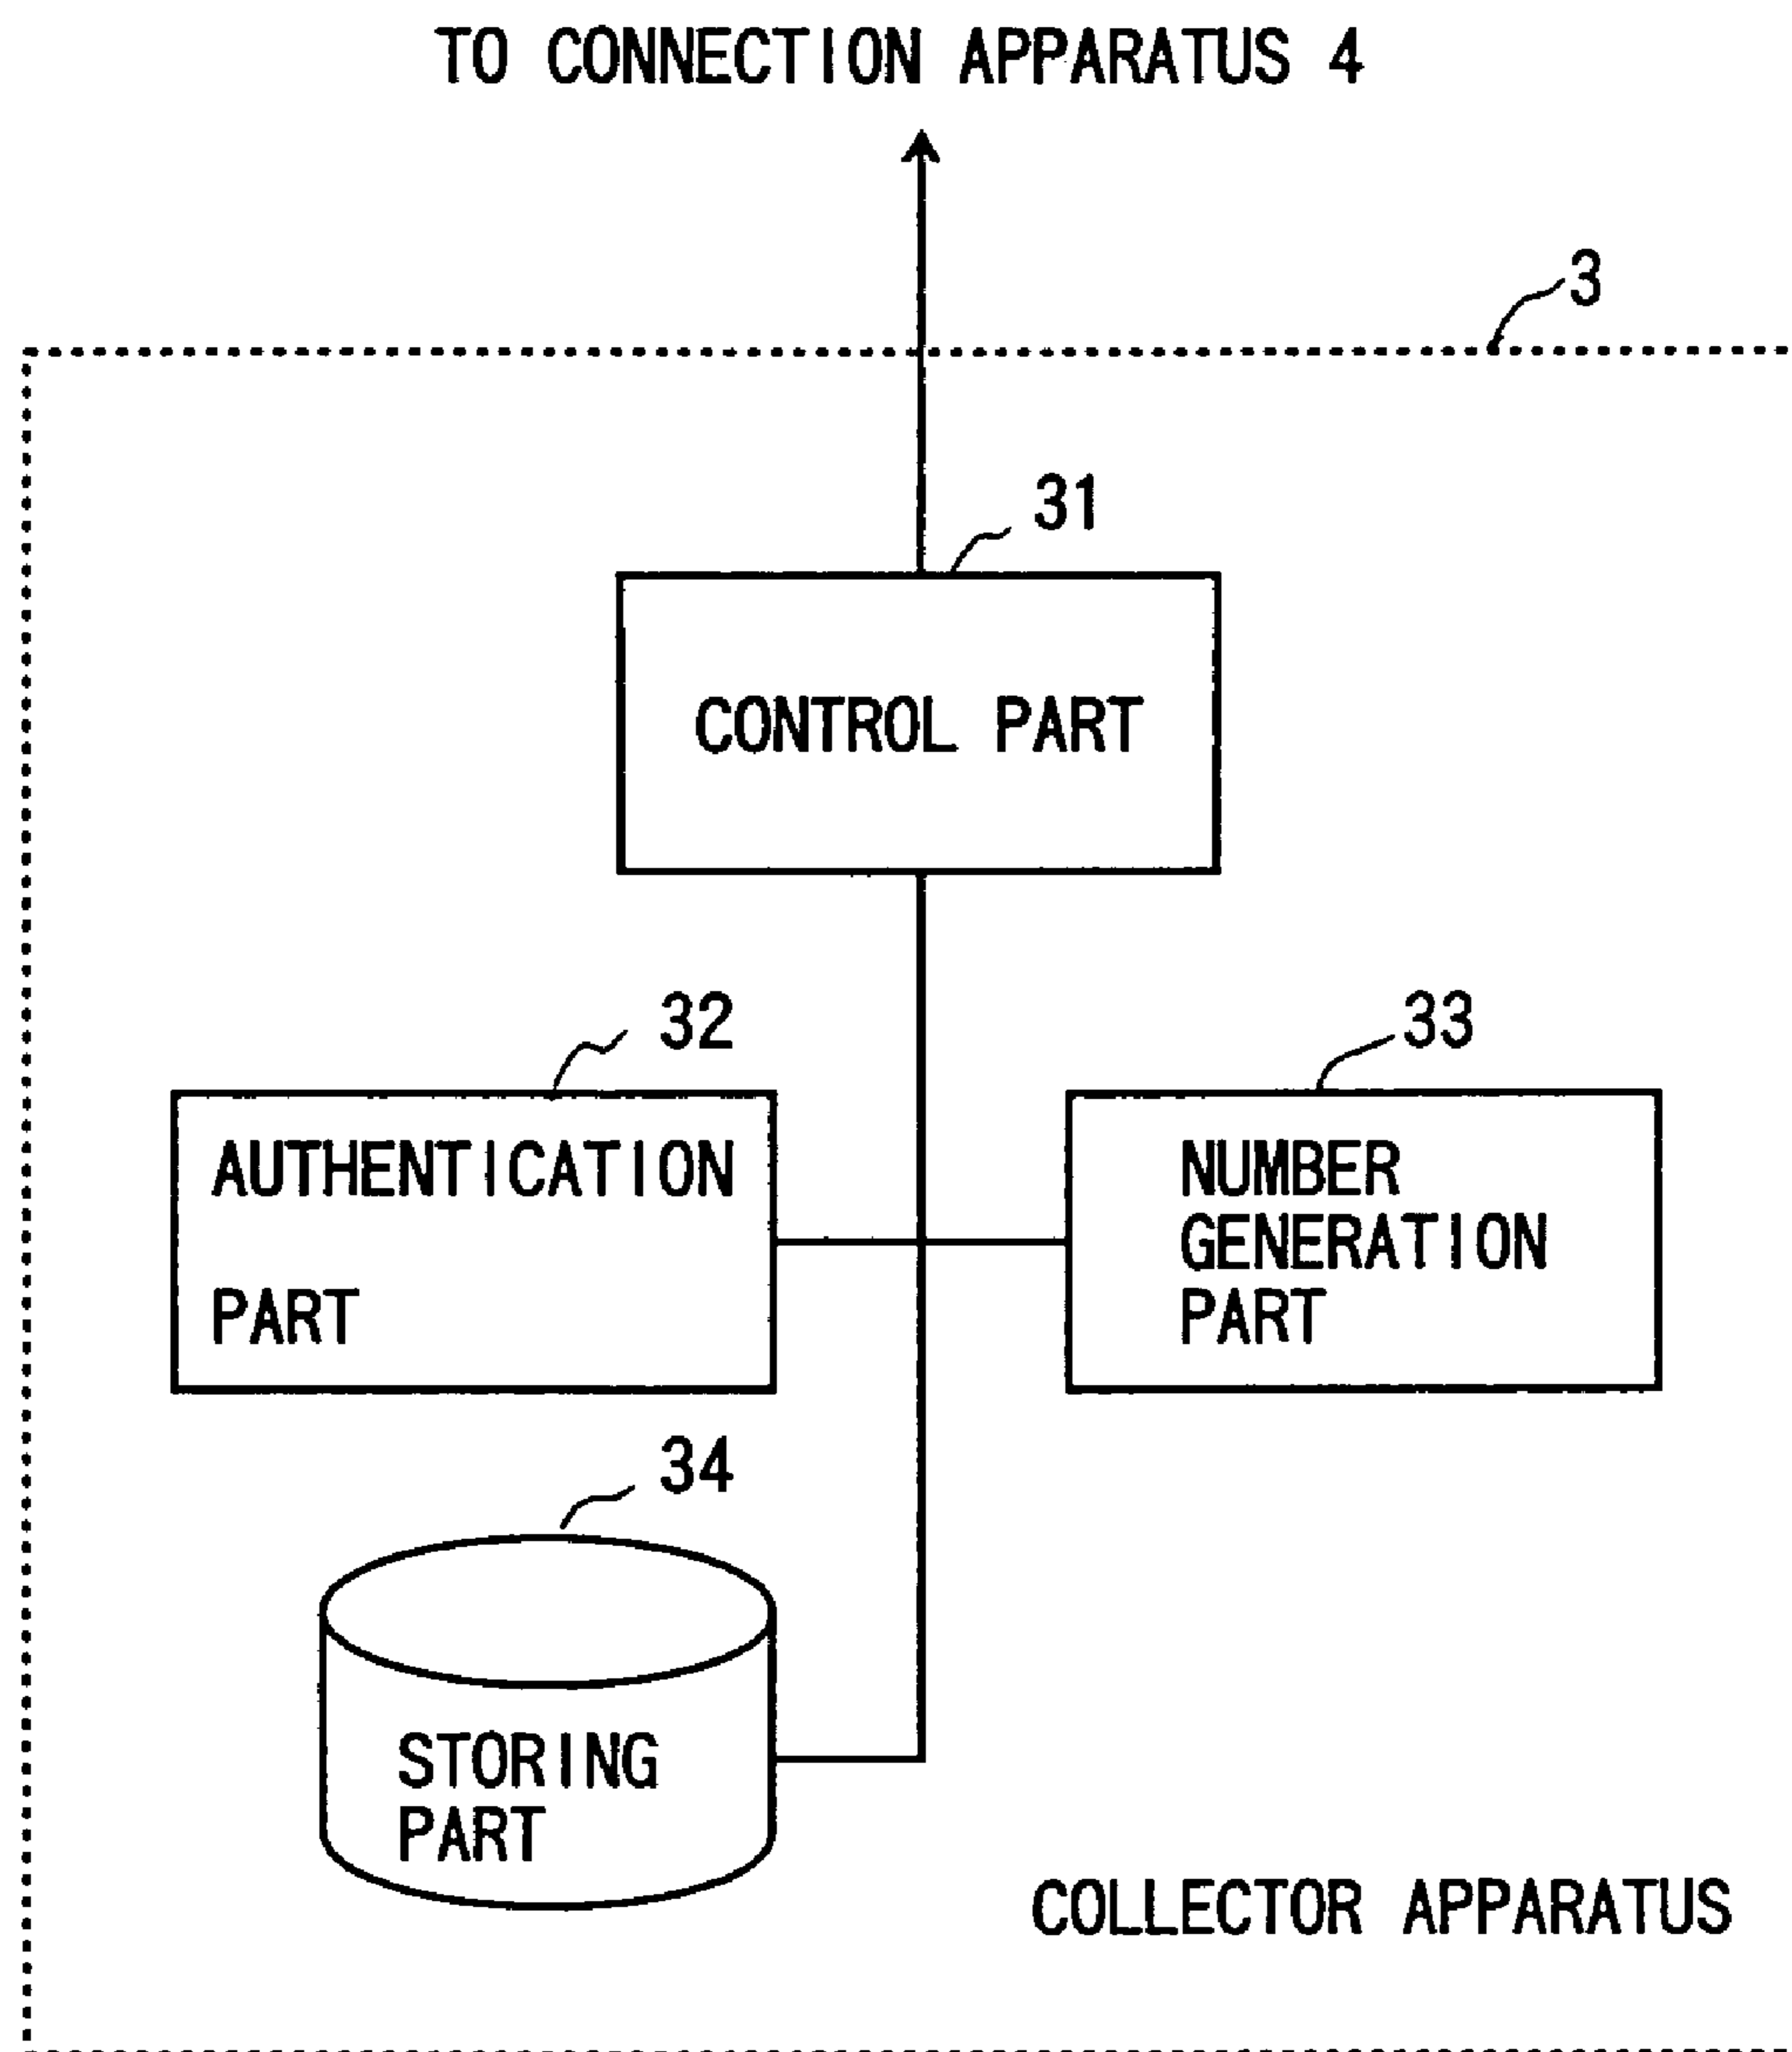 TO CONNECTION APPARATUS 4
3
31
CONTROL PART
32
33
AUTHENTICATION
PART
NUMBER
GENERATION
PART
34
STORING
PART
COLLECTOR APPARATUS